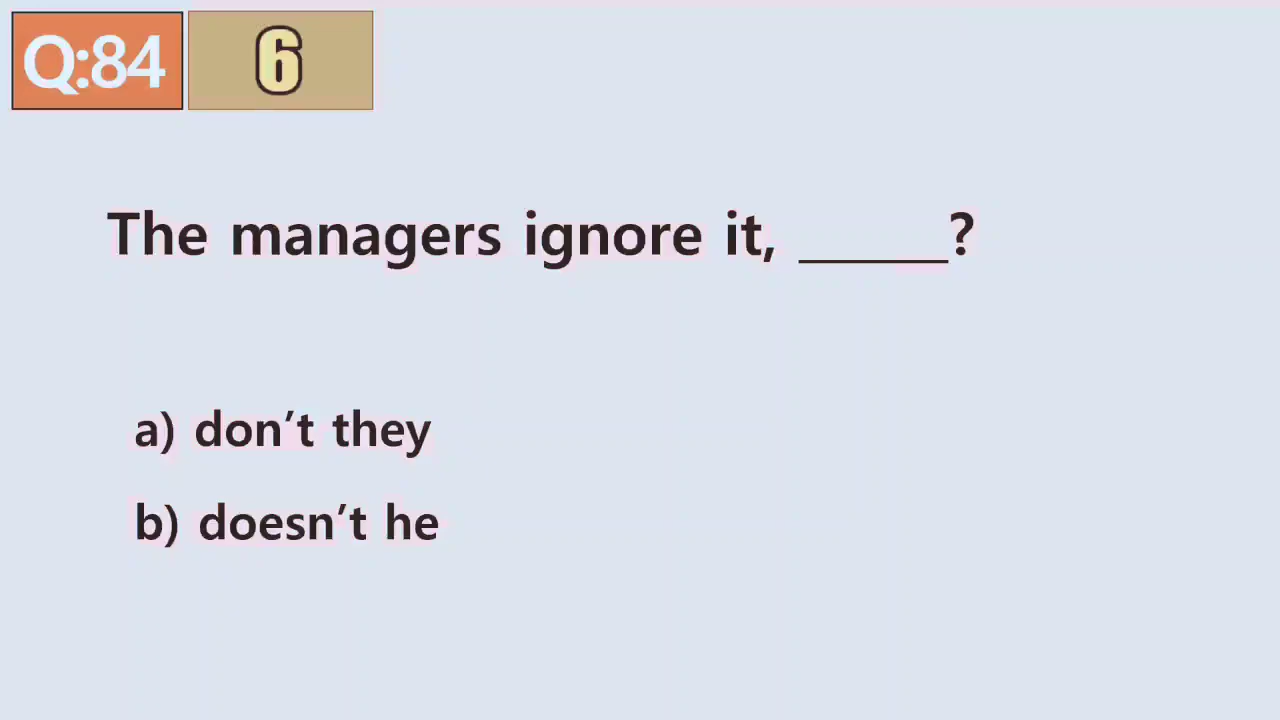 Q:84
6
The managers ignore it, ______?
a) don’t they
b) doesn’t he